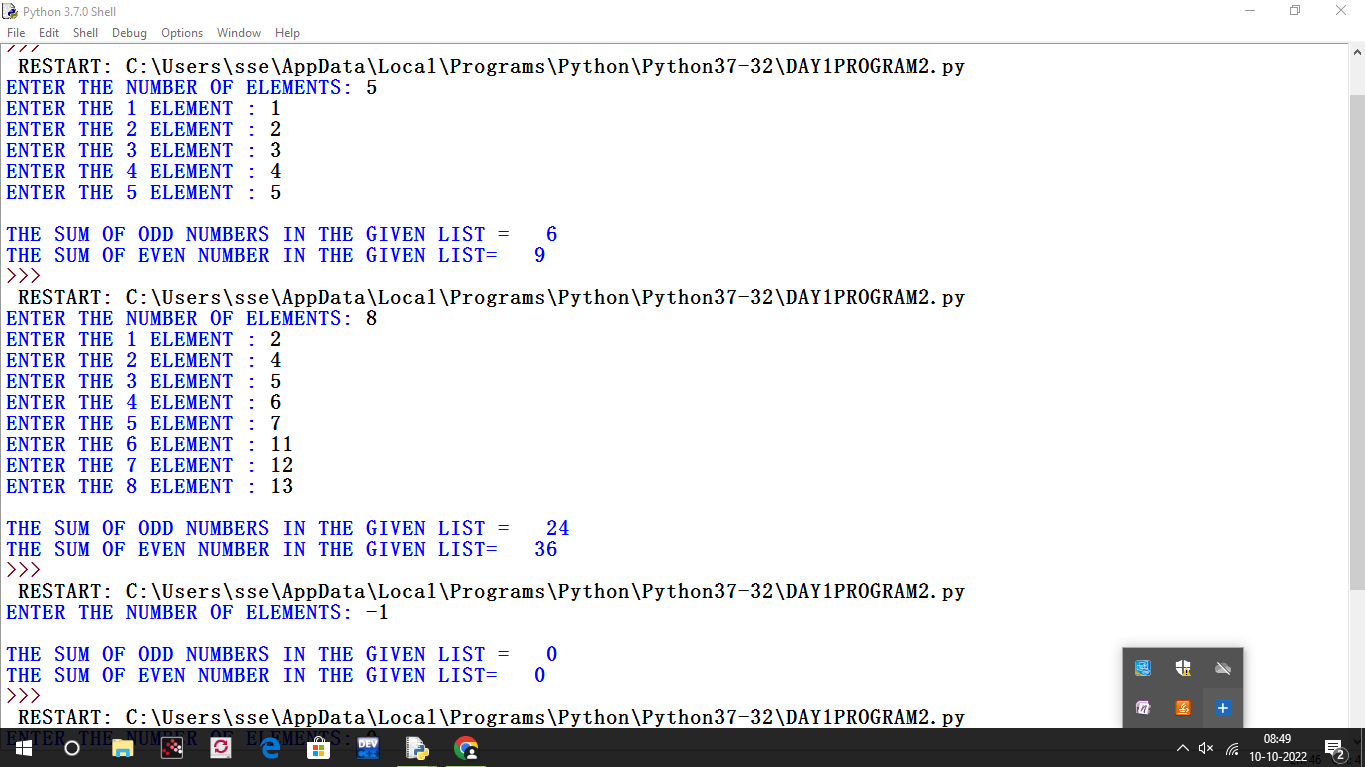 Python 3.7.0 Shell
File Edit Shell Debug Options Window Help
>>>
RESTART: C:\Users\sse\AppData\Local\Programs\Python\Python37-32\DAY1PROGRAM2.py
ENTER THE NUMBER OF ELEMENTS: 5
ENTER THE 1 ELEMENT : 1
ENTER THE 2 ELEMENT : 2
ENTER THE 3 ELEMENT : 3
ENTER THE 4 ELEMENT : 4
ENTER THE 5 ELEMENT : 5
THE SUM OF ODD NUMBERS IN THE GIVEN LIST =   6
THE SUM OF EVEN NUMBER IN THE GIVEN LIST=   9
>>>
RESTART: C:\Users\sse\AppData\Local\Programs\Python\Python37-32\DAY1PROGRAM2.py
ENTER THE NUMBER OF ELEMENTS: 8
ENTER THE 1 ELEMENT : 2
ENTER THE 2 ELEMENT : 4
ENTER THE 3 ELEMENT : 5
ENTER THE 4 ELEMENT : 6
ENTER THE 5 ELEMENT : 7
ENTER THE 6 ELEMENT : 11
ENTER THE 7 ELEMENT : 12
ENTER THE 8 ELEMENT : 13
THE SUM OF ODD NUMBERS IN THE GIVEN LIST =   24
THE SUM OF EVEN NUMBER IN THE GIVEN LIST=   36
>>>
RESTART: C:\Users\sse\AppData\Local\Programs\Python\Python37-32\DAY1PROGRAM2.py
ENTER THE NUMBER OF ELEMENTS: -1
THE SUM OF ODD NUMBERS IN THE GIVEN LIST =   0
THE SUM OF EVEN NUMBER IN THE GIVEN LIST=   0
>>>
RESTART: C:\Users\sse\AppData\Local\Programs\Python\Python37-32\DAY1PROGRAM2.py
ENTER THE NUMBER OF ELEMENTS: 0
DEV
08:49
10-10-2022
2